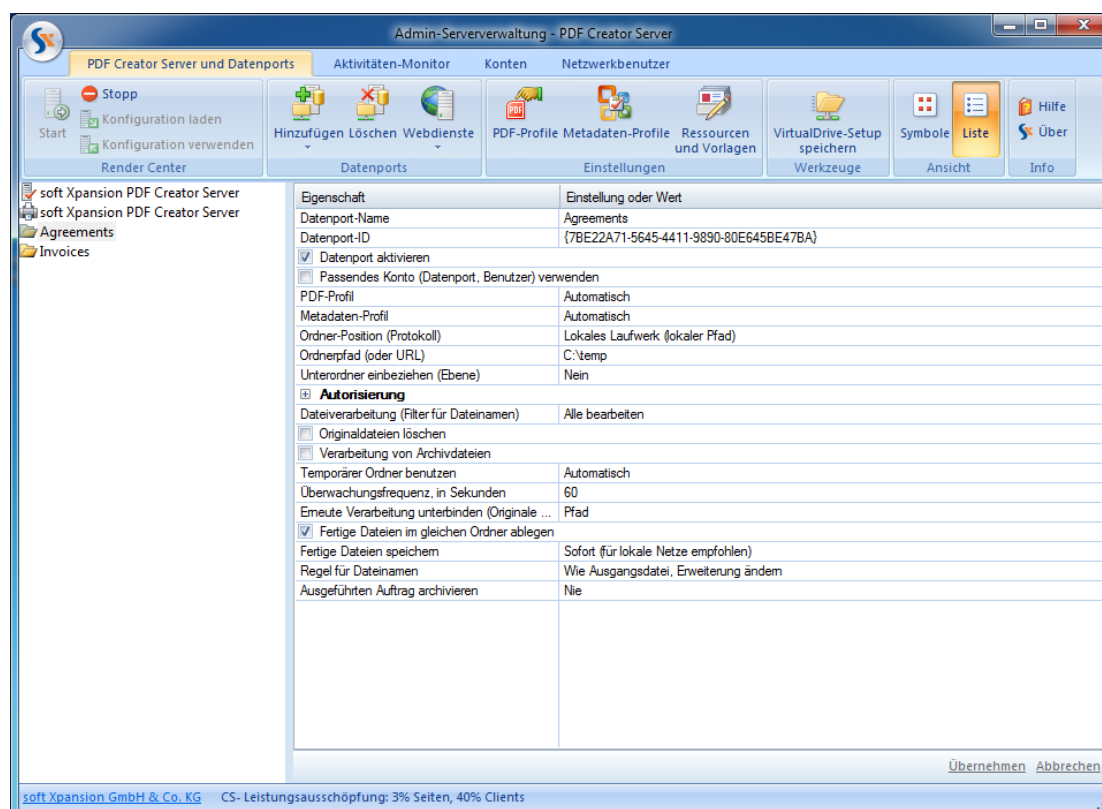 Admin-Serververwaltung - PDF Creator Server
PDF Creator Server und Datenports Aktivitäten-Monitor Konten Netzwerkbenutzer
Start
Stopp
Konfiguration laden
Konfiguration verwenden
Render Center
Hinzufügen Löschen Webdienste
Datenports
PDF-Profile Metadaten-Profile Ressourcen und Vorlagen
Einstellungen
VirtualDrive-Setup speichern
Werkzeuge
Symbole Liste
Ansicht
Hilfe
Über
Info
soft Xpansion PDF Creator Server
soft Xpansion PDF Creator Server
Agreements
Invoices
Eigenschaft Einstellung oder Wert
Datenport-Name Agreements
Datenport-ID {7BE22A71-5645-4411-9890-80E645BE47BA}
Datenport aktivieren
Passendes Konto (Datenport, Benutzer) verwenden
PDF-Profil Automatisch
Metadaten-Profil Automatisch
Ordner-Position (Protokoll) Lokales Laufwerk (lokaler Pfad)
Ordnerpfad (oder URL) C:\temp
Unterordner einbeziehen (Ebene) Nein
Autorisierung
Dateiverarbeitung (Filter für Dateinamen) Alle bearbeiten
Originaldateien löschen
Verarbeitung von Archivdateien
Temporärer Ordner benutzen Automatisch
Überwachungsfrequenz, in Sekunden 60
Erneute Verarbeitung unterbinden (Originale ... Pfad
Fertige Dateien im gleichen Ordner ablegen
Fertige Dateien speichern Sofort (für lokale Netze empfohlen)
Regel für Dateinamen Wie Ausgangsdatei, Erweiterung ändern
Ausgeführten Auftrag archivieren Nie
Übernehmen Abbrechen
soft Xpansion GmbH & Co. KG CS- Leistungsausschöpfung: 3% Seiten, 40% Clients